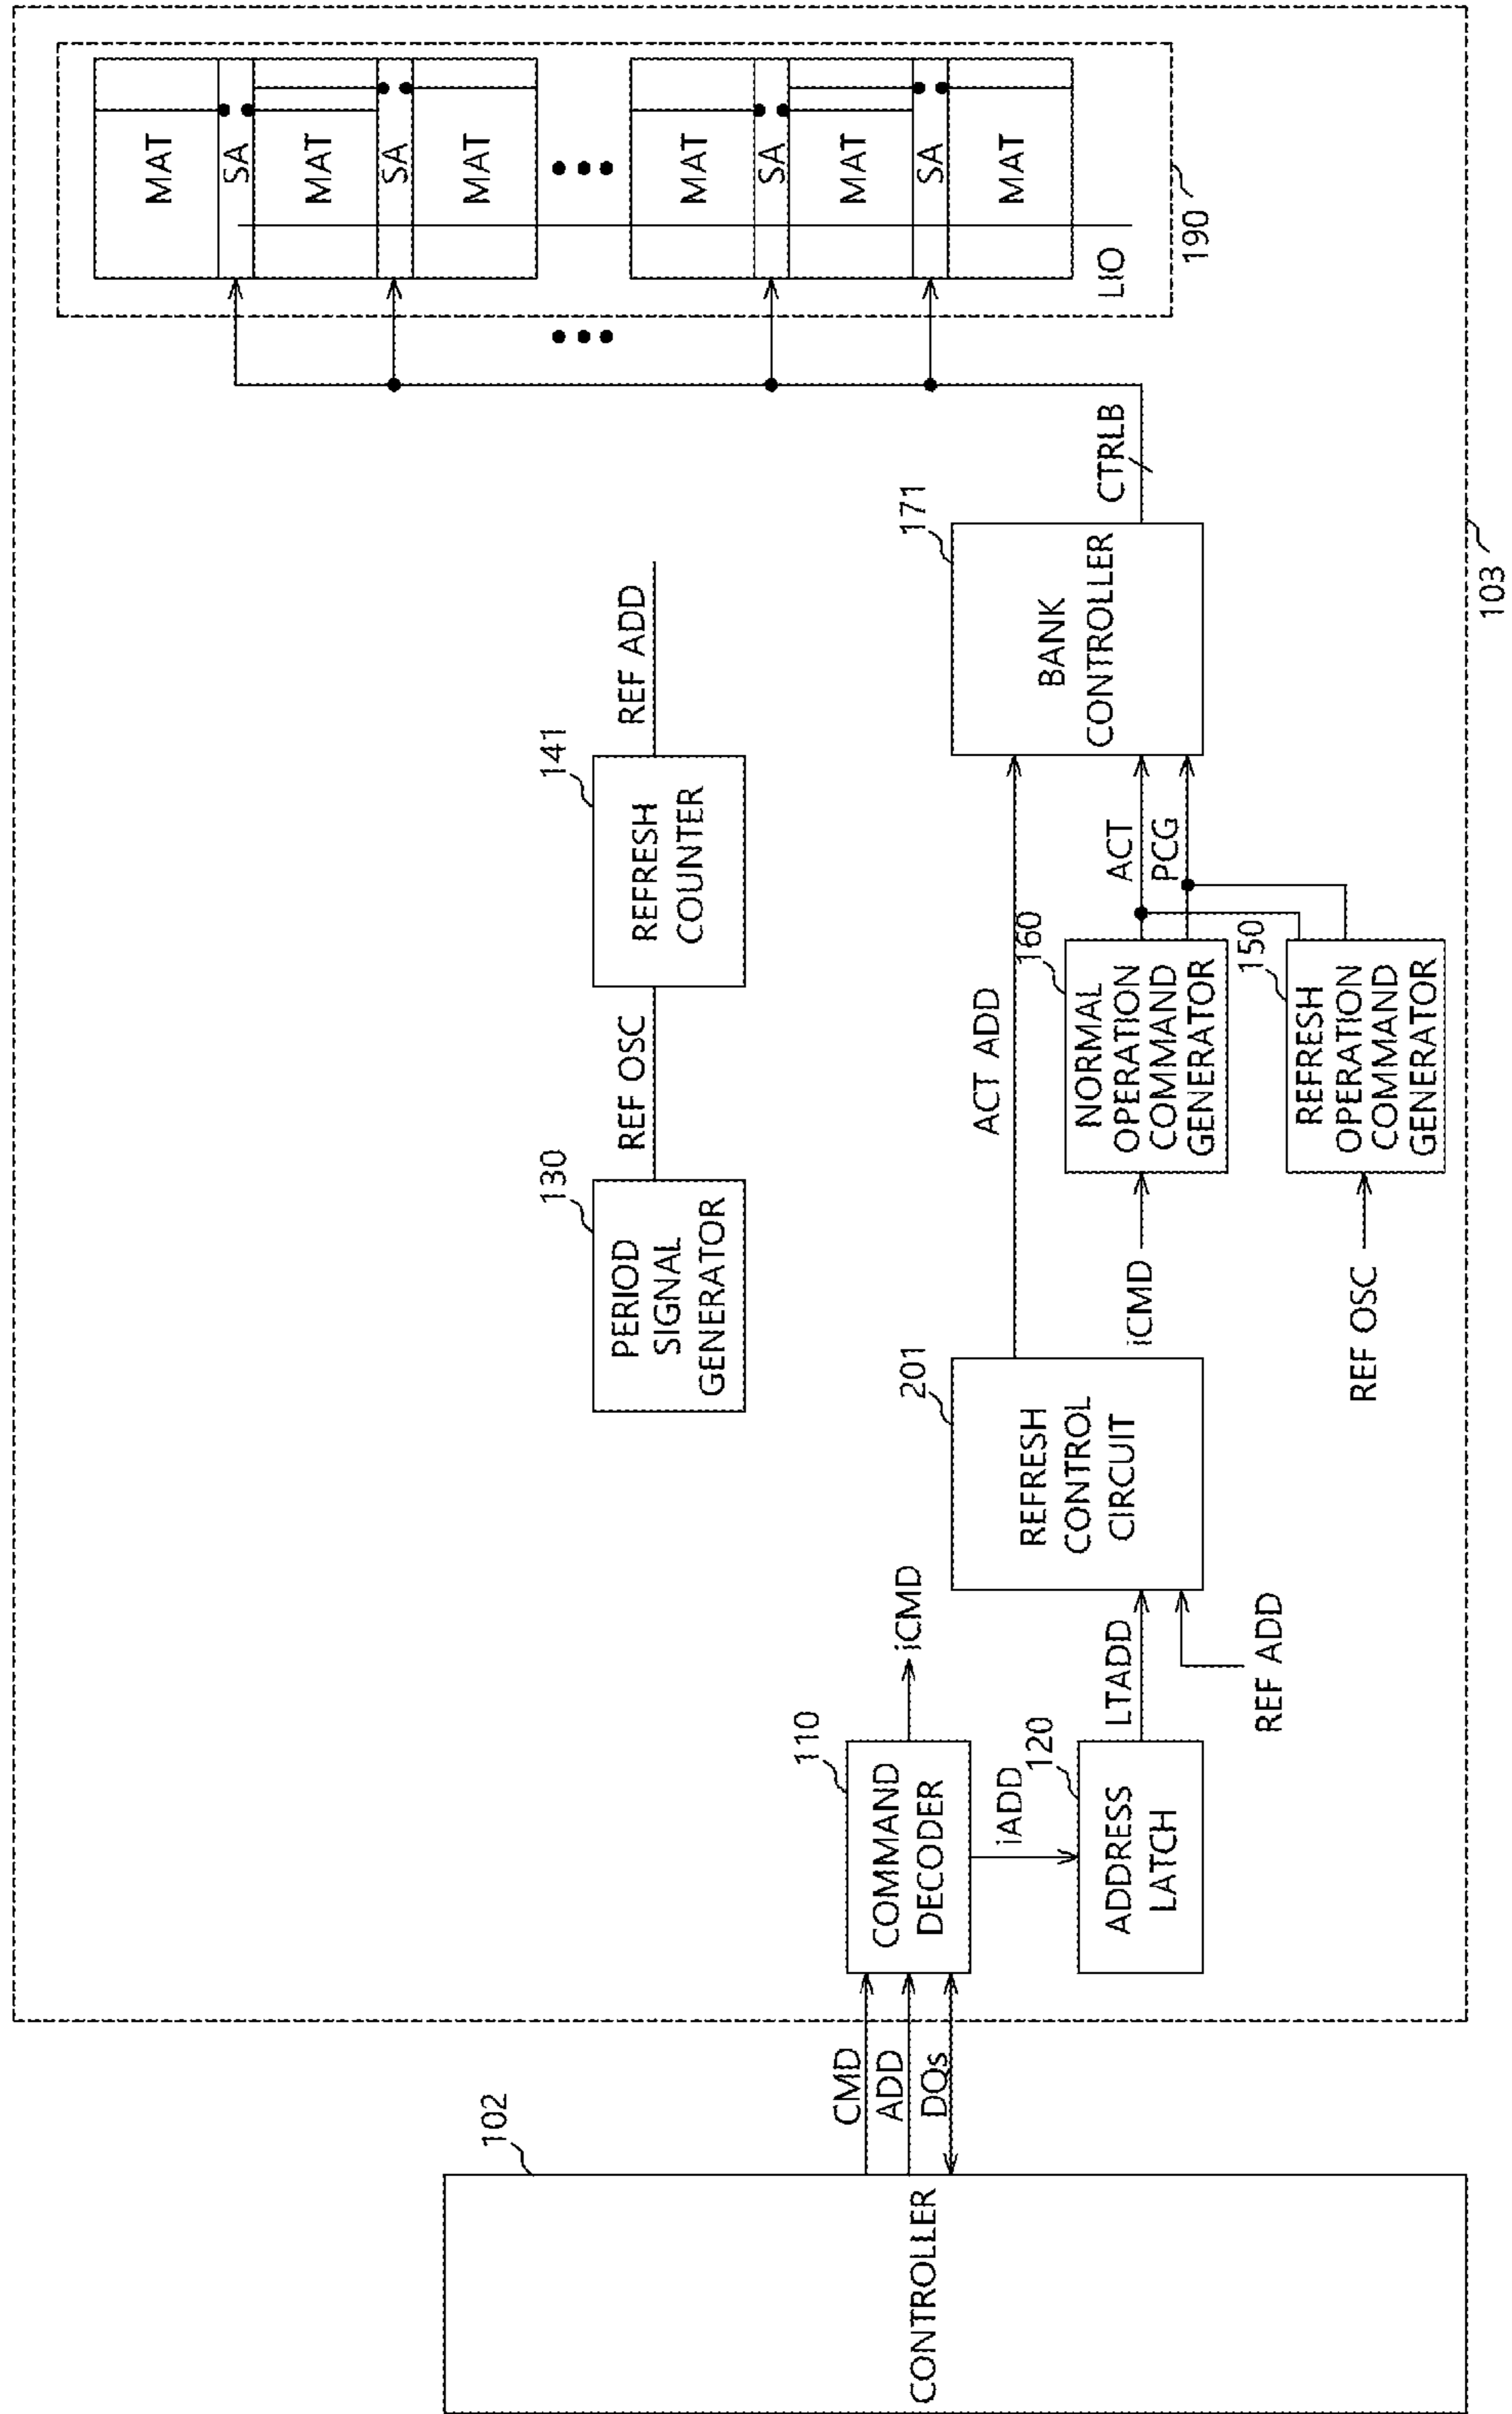 102
CONTROLLER
CMD
ADD
DQs
103
110
COMMAND
DECODER
iCMD
iADD
120
ADDRESS
LATCH
LTADD
REF ADD
201
REFRESH
CONTROL
CIRCUIT
ACT ADD
130
PERIOD
SIGNAL
GENERATOR
REF OSC
141
REFRESH
COUNTER
REF ADD
iCMD
160
NORMAL
OPERATION
COMMAND
GENERATOR
REF OSC
150
REFRESH
OPERATION
COMMAND
GENERATOR
ACT
PCG
171
BANK
CONTROLLER
CTRLB
MAT
SA
MAT
SA
MAT
MAT
SA
MAT
SA
MAT
LIO
190